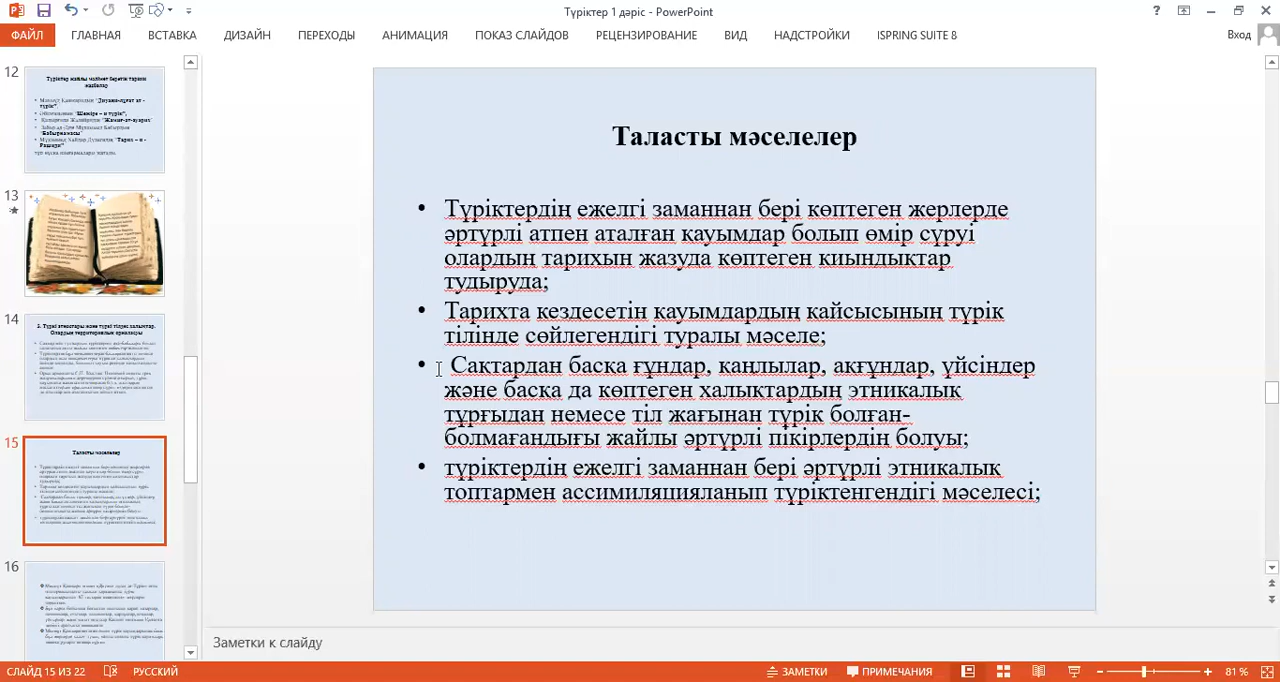 Түріктер 1 дәріс - PowerPoint
?
ФАЙЛ ГЛАВНАЯ ВСТАВКА ДИЗАЙН ПЕРЕХОДЫ АНИМАЦИЯ ПОКАЗ СЛАЙДОВ РЕЦЕНЗИРОВАНИЕ ВИД НАДСТРОЙКИ ISPRING SUITE 8 Вход
12
13
14
15
Таласты мәселелер
16
Таласты мәселелер
• Түріктердің ежелгі заманнан бері көптеген жерлерде
әртүрді атпен аталған қауымдар болып өмір сүруі
олардың тарихын жазуда көптеген қиындықтар
тудыруда;
• Тарихта кездесетін қауымдардың қайсысының түрік
тілінде сөйлегендігі туралы мәселе;
• Сақтардан басқа ғұндар, қаңлылар, ақғұндар, үйсіндер
және басқа да көптеген халықтардың этникалық
тұрғыдан немесе тіл жағынан түрік болған-
болмағандығы жайлы әртүрлі пікірлердің болуы;
• түріктердің ежелгі заманнан бері әртүрлі этникалық
топтармен ассимиляцияланып түріктенгендігі мәселесі;
Заметки к слайду
СЛАЙД 15 ИЗ 22 РУССКИЙ ЗАМЕТКИ ПРИМЕЧАНИЯ 81 %